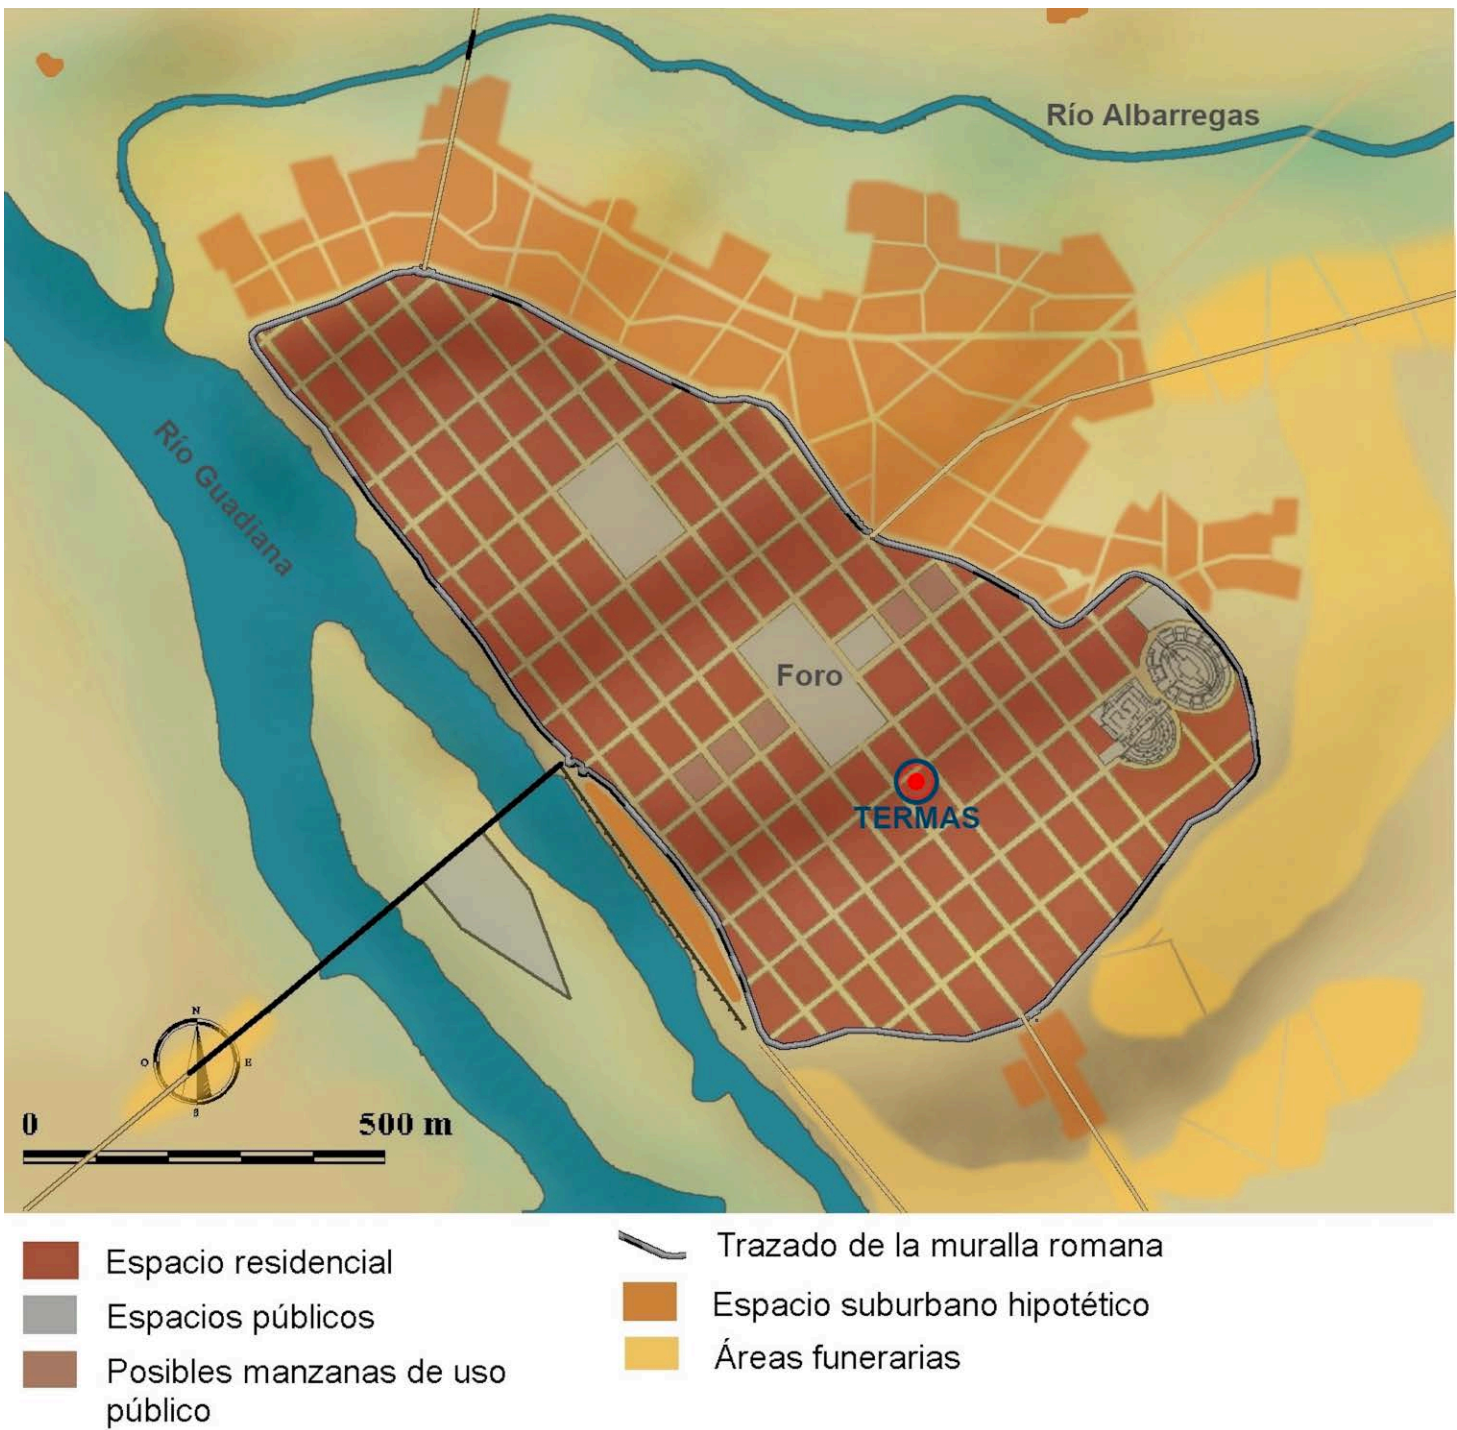 Río Albarregas
Río Guadiana
Foro
TERMAS
N
O
E
S
0 500 m
Espacio residencial
Espacios públicos
Posibles manzanas de uso
público
Trazado de la muralla romana
Espacio suburbano hipotético
Áreas funerarias